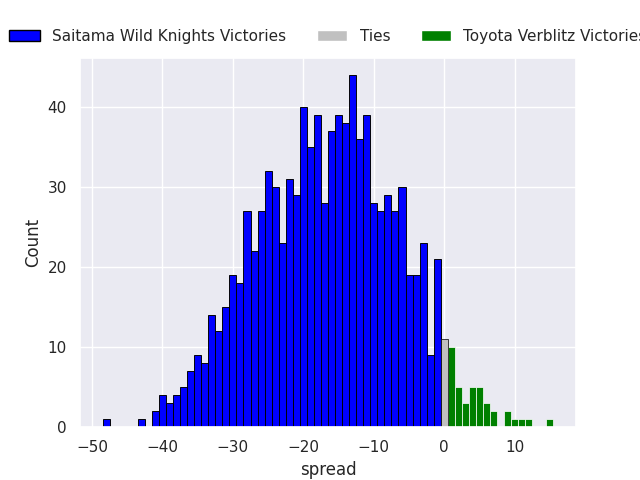 Saitama Wild Knights Victories Ties Toyota Verblitz Victories
40
30
20
10
0
Count
−50 −40 −30 −20 −10 0 10
spread